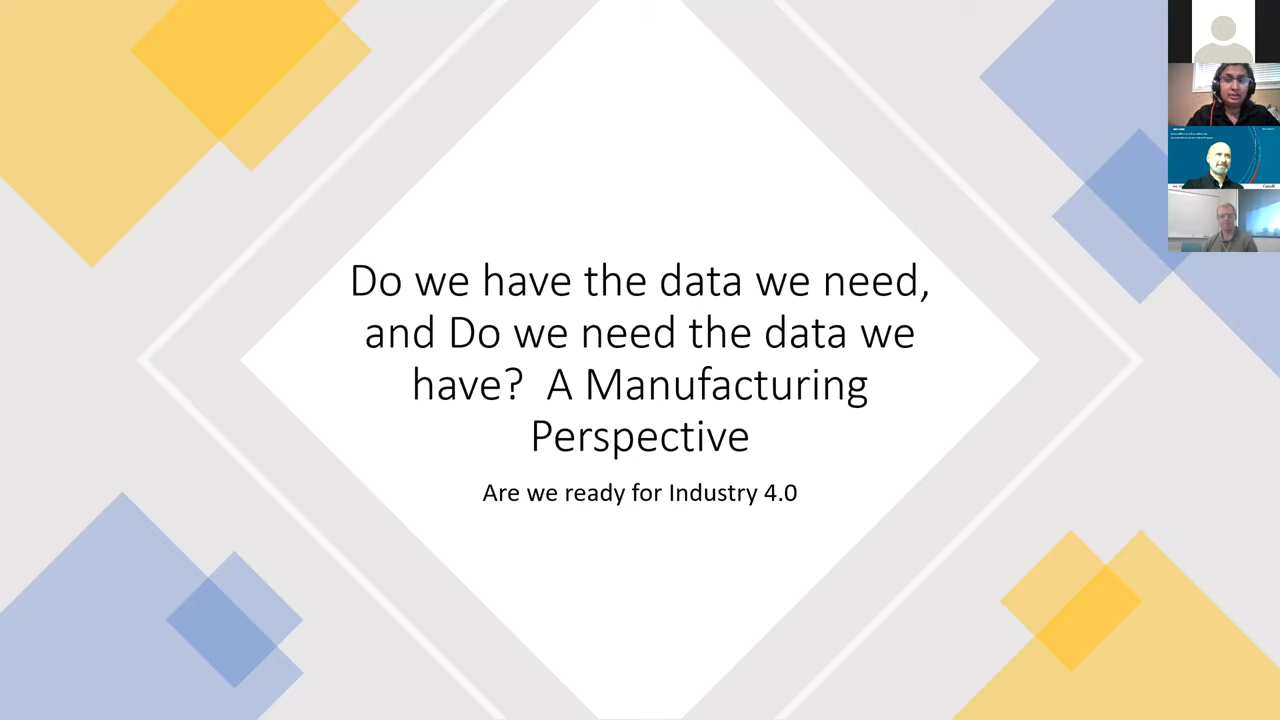 Do we have the data we need,
and Do we need the data we
have?  A Manufacturing
Perspective
Are we ready for Industry 4.0